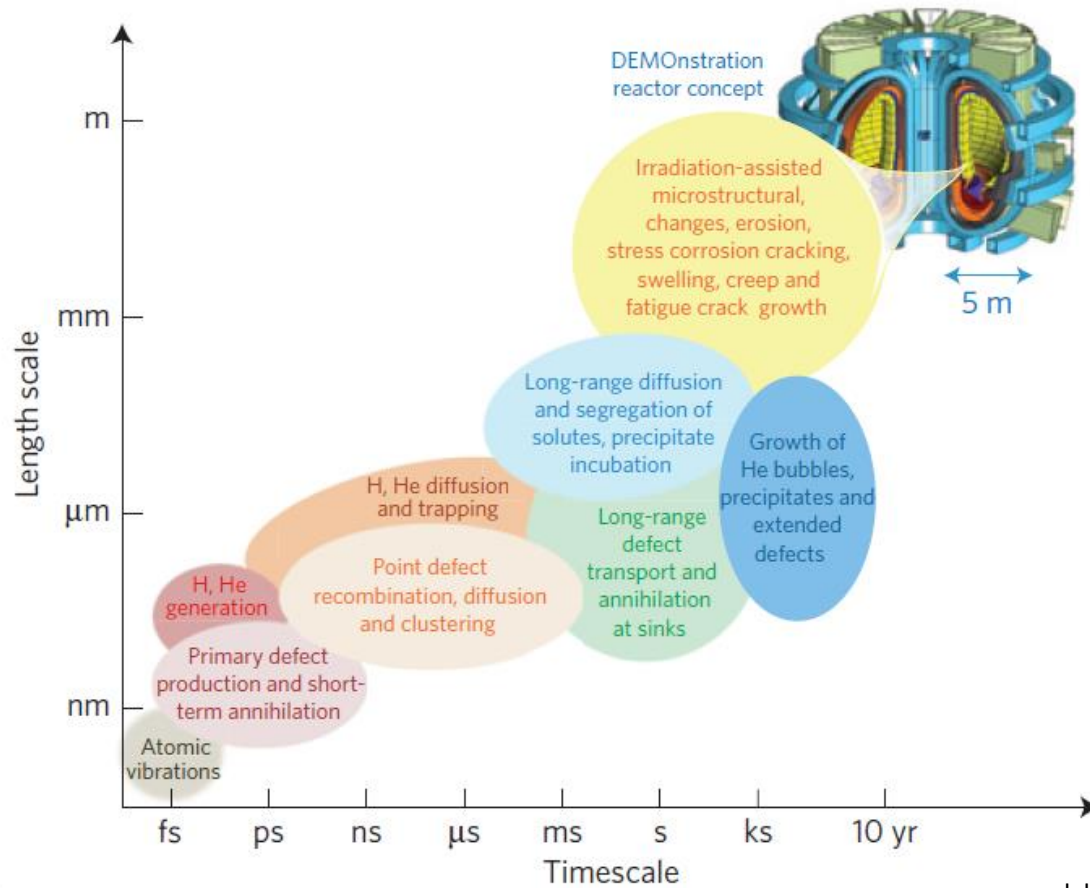 DEMOnstration
reactor concept
5 m
Length scale
m
mm
μm
nm
Irradiation-assisted
microstructural,
changes, erosion,
stress corrosion cracking,
swelling, creep and
fatigue crack growth
Long-range diffusion
and segregation of
solutes, precipitate
incubation
Growth of
He bubbles,
precipitates and
extended
defects
H, He diffusion
and trapping
Long-range
defect
transport and
annihilation
at sinks
Point defect
recombination, diffusion
and clustering
H, He
generation
Primary defect
production and short-
term annihilation
Atomic
vibrations
fs ps ns μs ms s ks 10 yr
Timescale